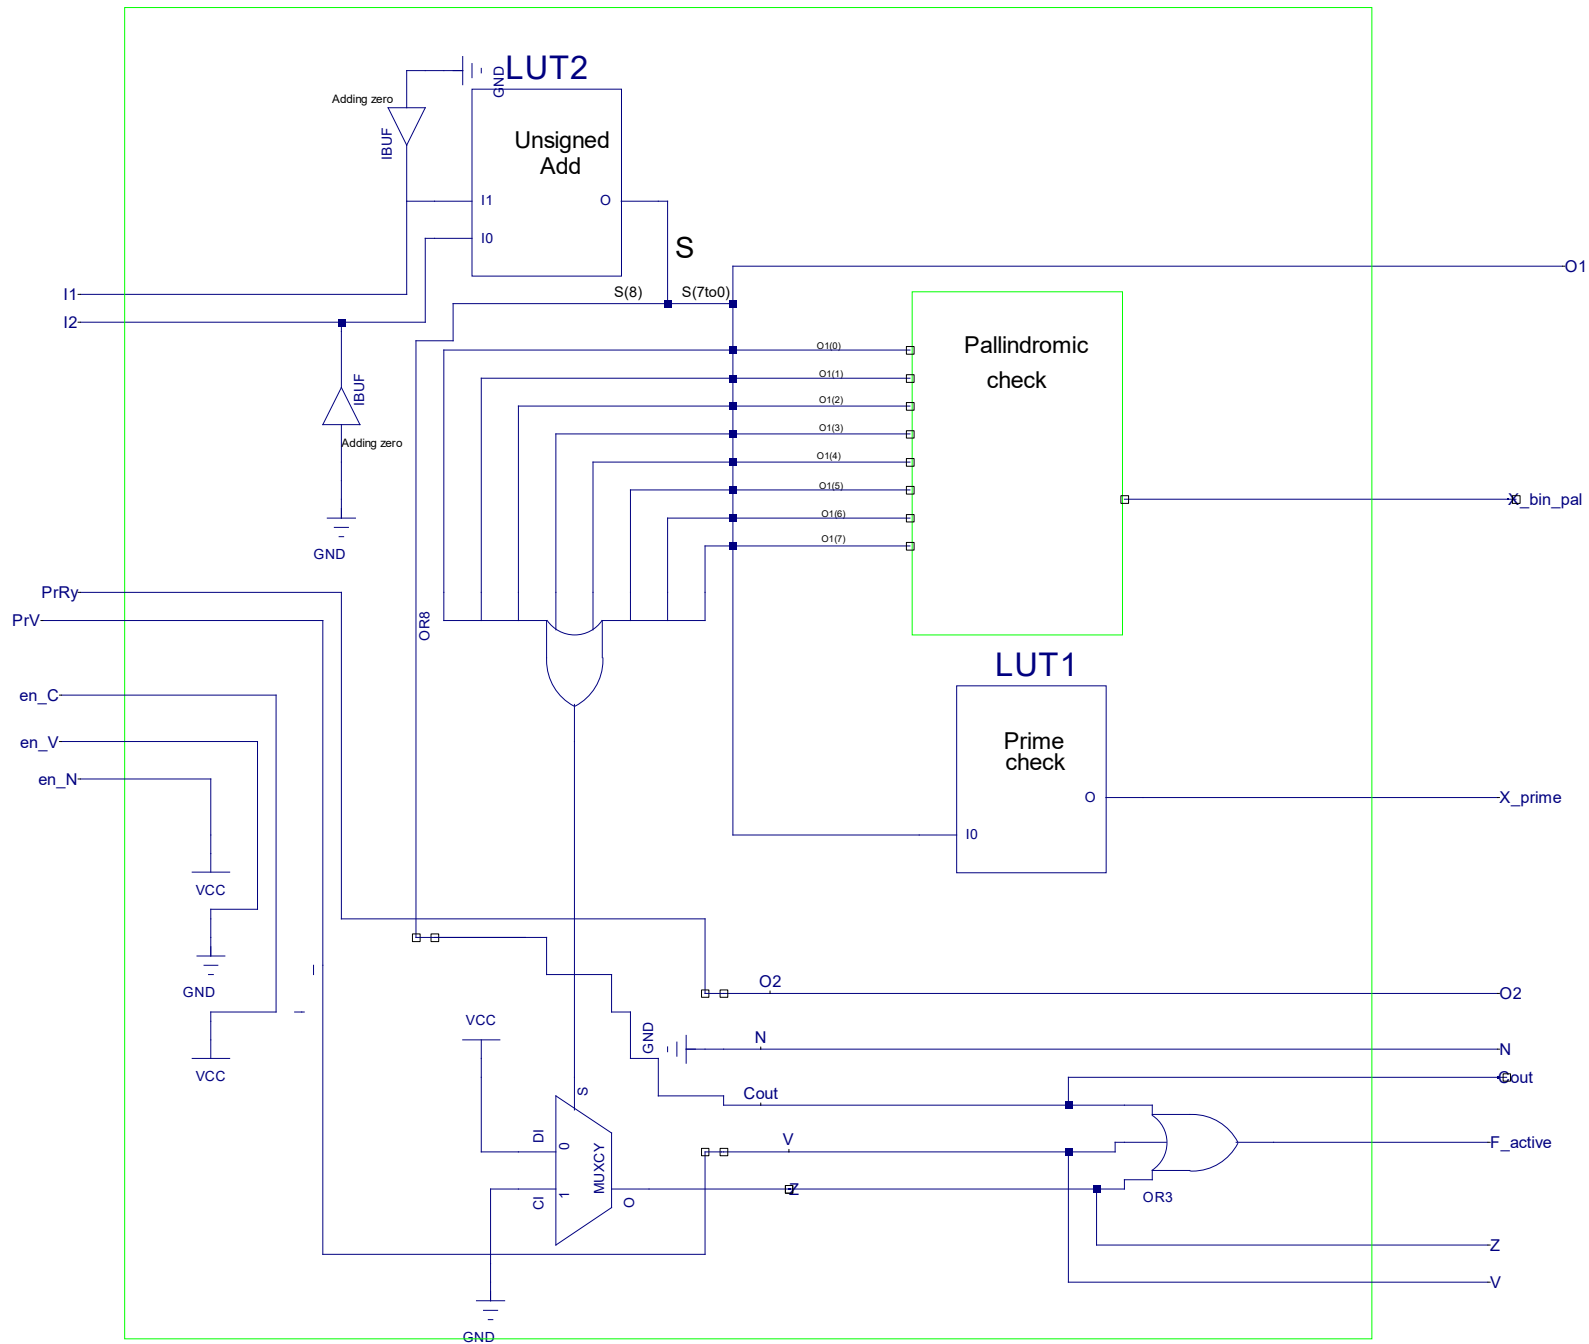 LUT2
GND
Adding zero
IBUF
Unsigned
Add
I1
O
I0
S
O1
I1
S(8)
S(7to0)
I2
Pallindromic
check
O1(0)
O1(1)
O1(2)
O1(3)
O1(4)
O1(5)
O1(6)
O1(7)
IBUF
Adding zero
GND
X_bin_pal
PrRy
PrV
OR8
LUT1
en_C
en_V
en_N
Prime
check
O
I0
X_prime
VCC
GND
VCC
O2
O2
VCC
GND
N
N
Cout
Cout
S
DI
0
MUXCY
CI
1
O
V
Z
F_active
OR3
Z
V
GND